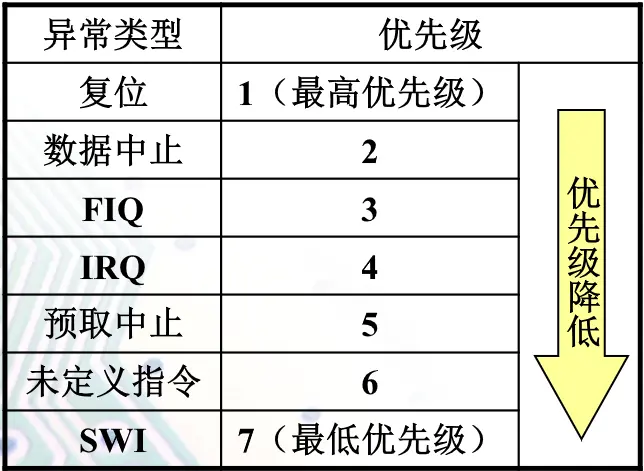 异常类型 优先级
复位 1（最高优先级）
数据中止 2
FIQ 3
IRQ 4
预取中止 5
未定义指令 6
SWI 7（最低优先级）
优先级降低